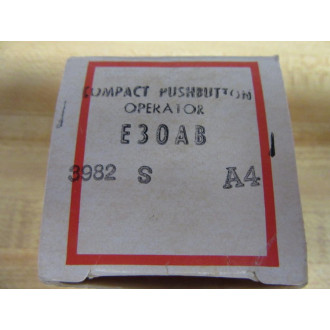 COMPACT PUSHBUTTON
OPERATOR
E30AB
3982 S A4